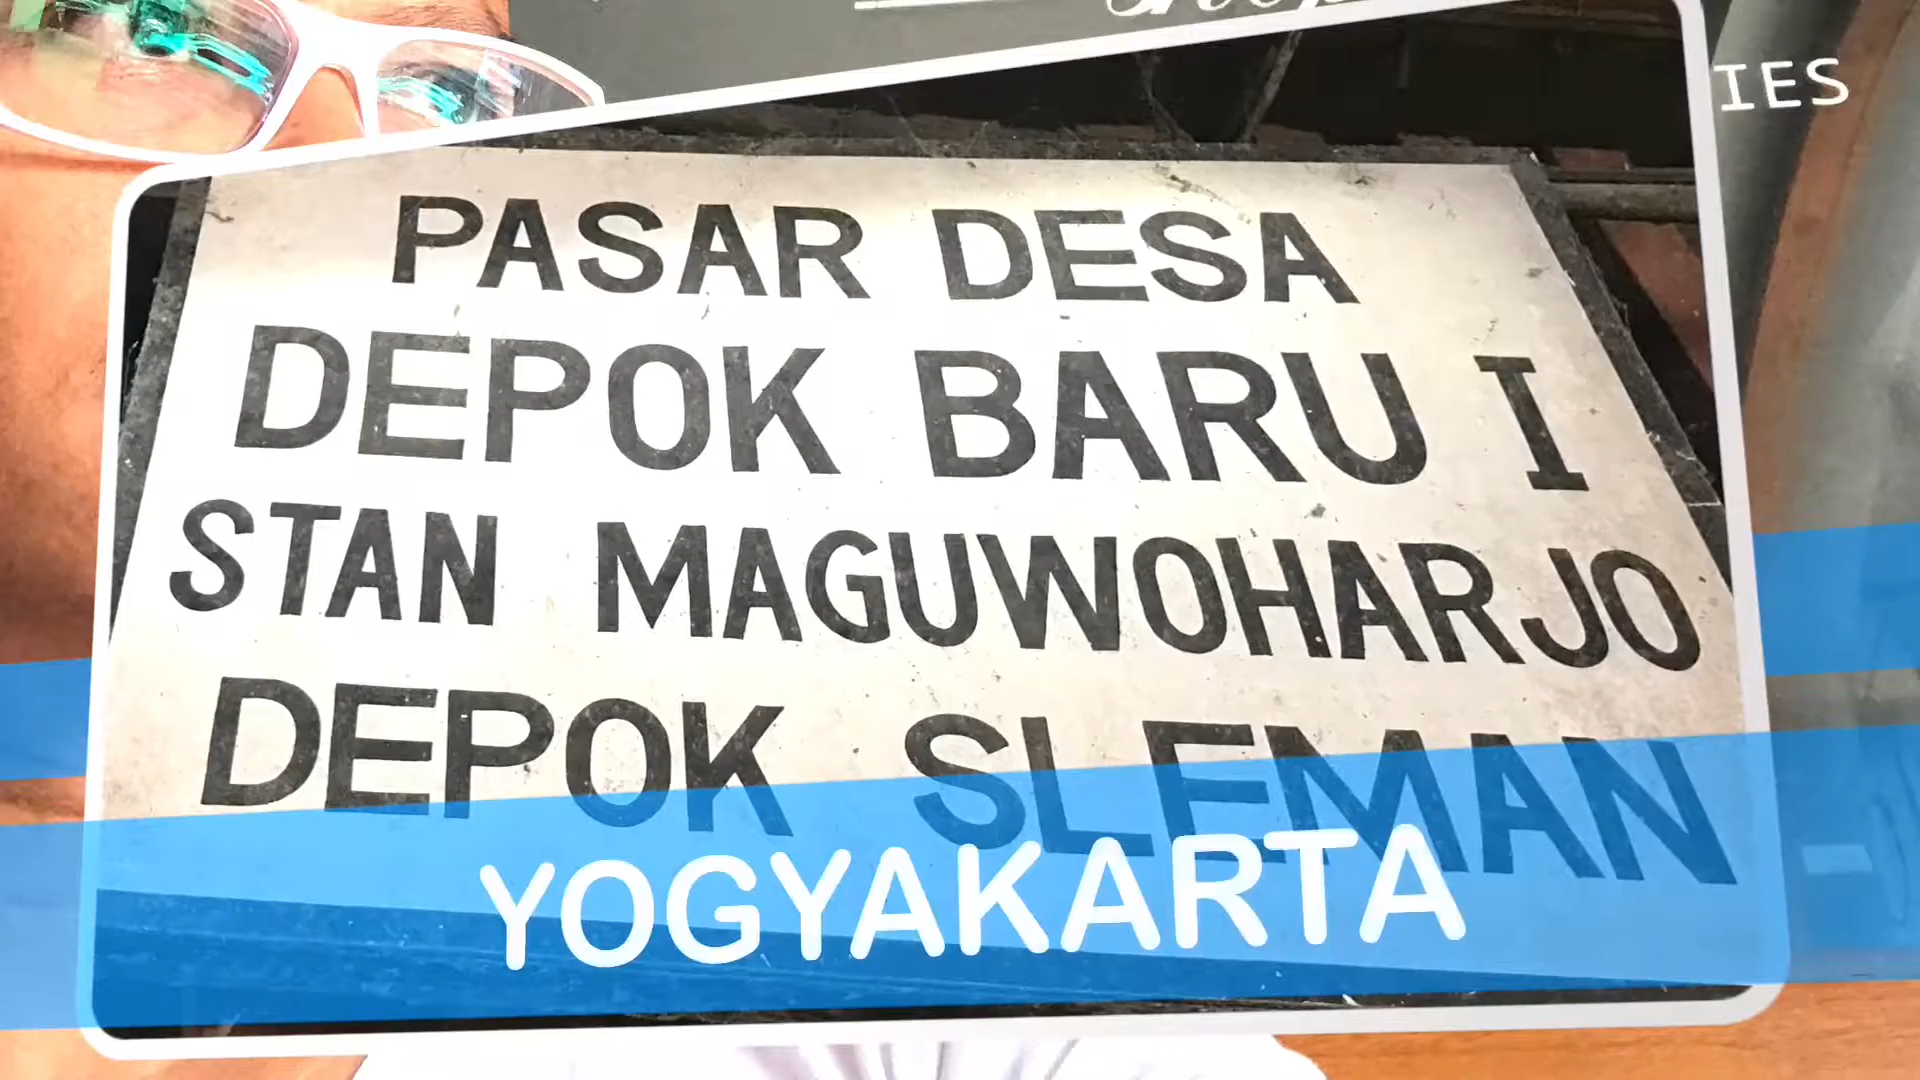 IES
PASAR DESA
DEPOK BARU I
STAN MAGUWOHARJO
DEPOK SLEMAN
YOGYAKARTA